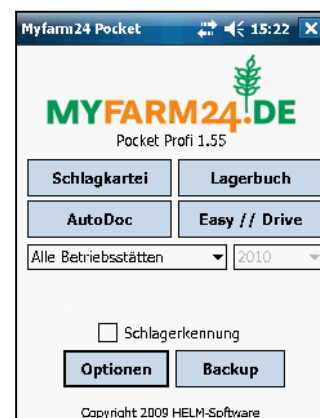 Myfarm24 Pocket 15:22
MYFARM24.DE
Pocket Profi 1.55
Schlagkartei Lagerbuch
AutoDoc Easy // Drive
Alle Betriebsstätten 2010
Schlagerkennung
Optionen Backup
Copyright 2009 HELM-Software